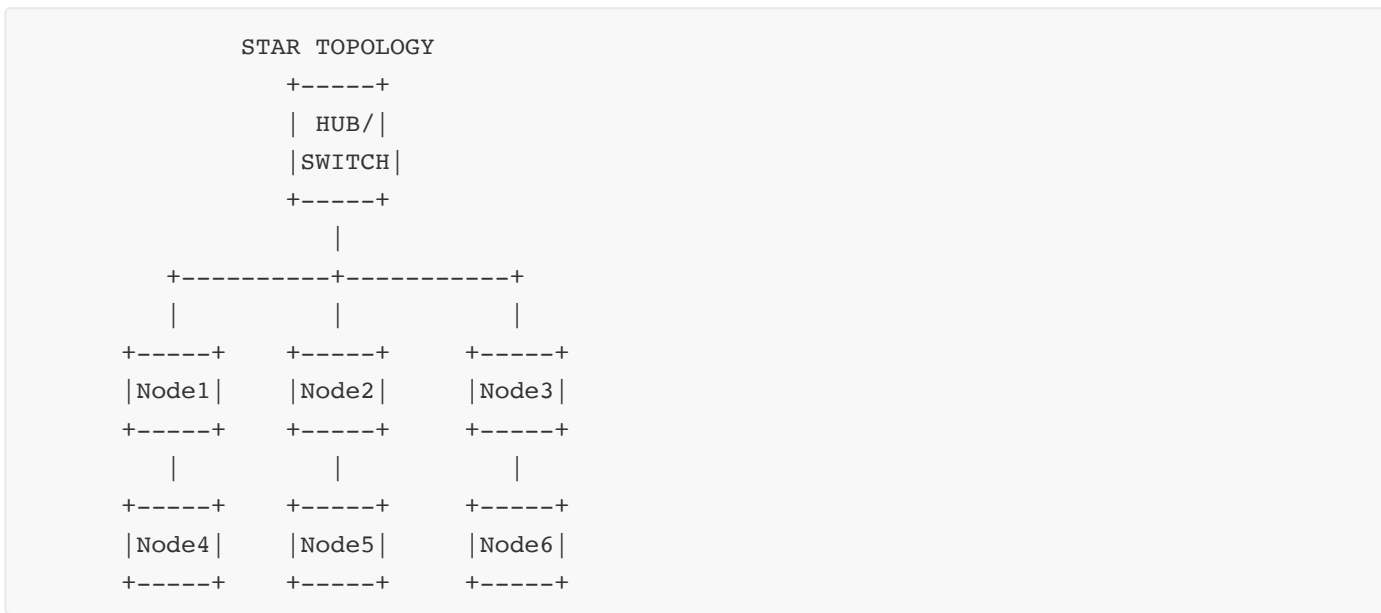 STAR TOPOLOGY
+-----+
| HUB/|
|SWITCH|
+-----+
|
+----------+-----------+
| | |
+-----+ +-----+ +-----+
|Node1| |Node2| |Node3|
+-----+ +-----+ +-----+
| | |
+-----+ +-----+ +-----+
|Node4| |Node5| |Node6|
+-----+ +-----+ +-----+